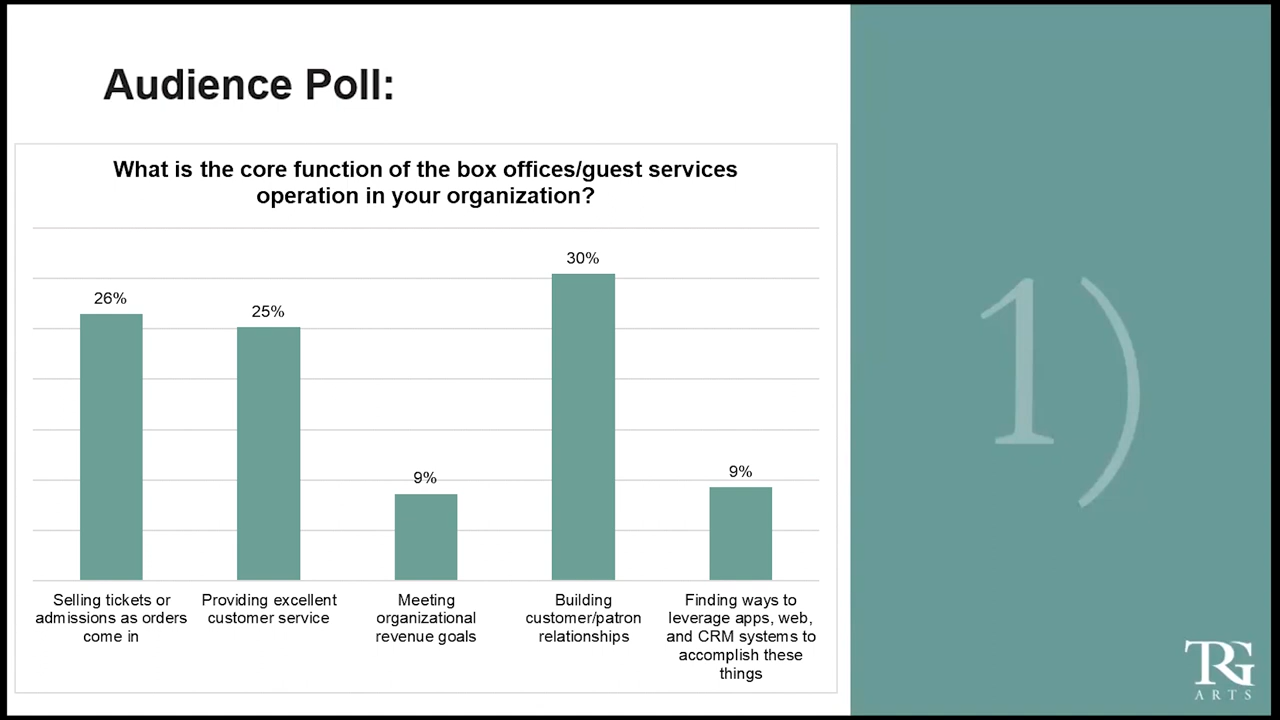 Audience Poll:
What is the core function of the box offices/guest services
operation in your organization?
26%
25%
9%
30%
9%
Selling tickets or
admissions as orders
come in
Providing excellent
customer service
Meeting
organizational
revenue goals
Building
customer/patron
relationships
Finding ways to
leverage apps, web,
and CRM systems to
accomplish these
things
1)
TRG
ARTS